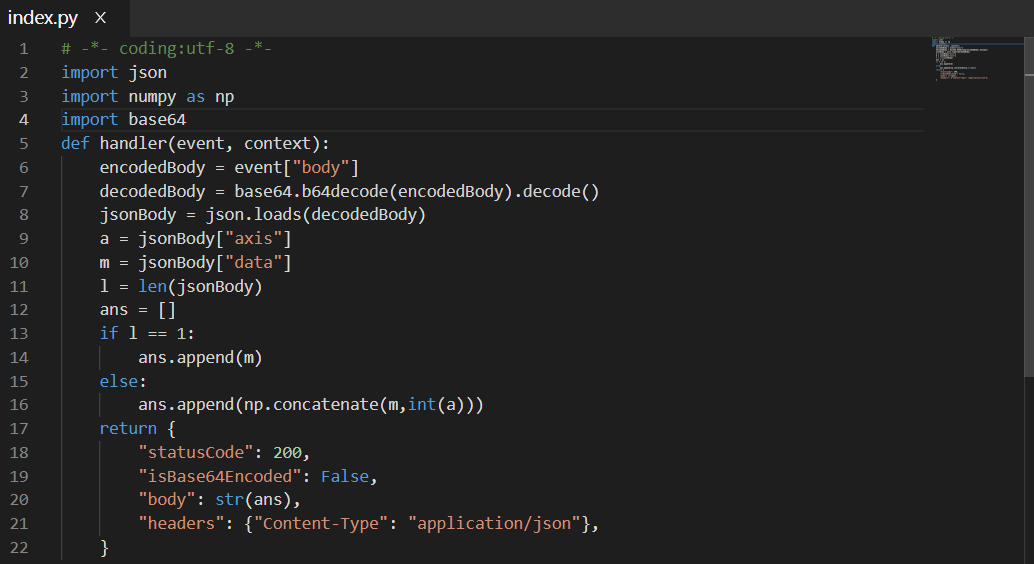 index.py X
1 # -*- coding:utf-8 -*-
2 import json
3 import numpy as np
4 import base64
5 def handler(event, context):
6     encodedBody = event["body"]
7     decodedBody = base64.b64decode(encodedBody).decode()
8     jsonBody = json.loads(decodedBody)
9     a = jsonBody["axis"]
10     m = jsonBody["data"]
11     l = len(jsonBody)
12     ans = []
13     if l == 1:
14         ans.append(m)
15     else:
16         ans.append(np.concatenate(m,int(a)))
17     return {
18         "statusCode": 200,
19         "isBase64Encoded": False,
20         "body": str(ans),
21         "headers": {"Content-Type": "application/json"},
22     }